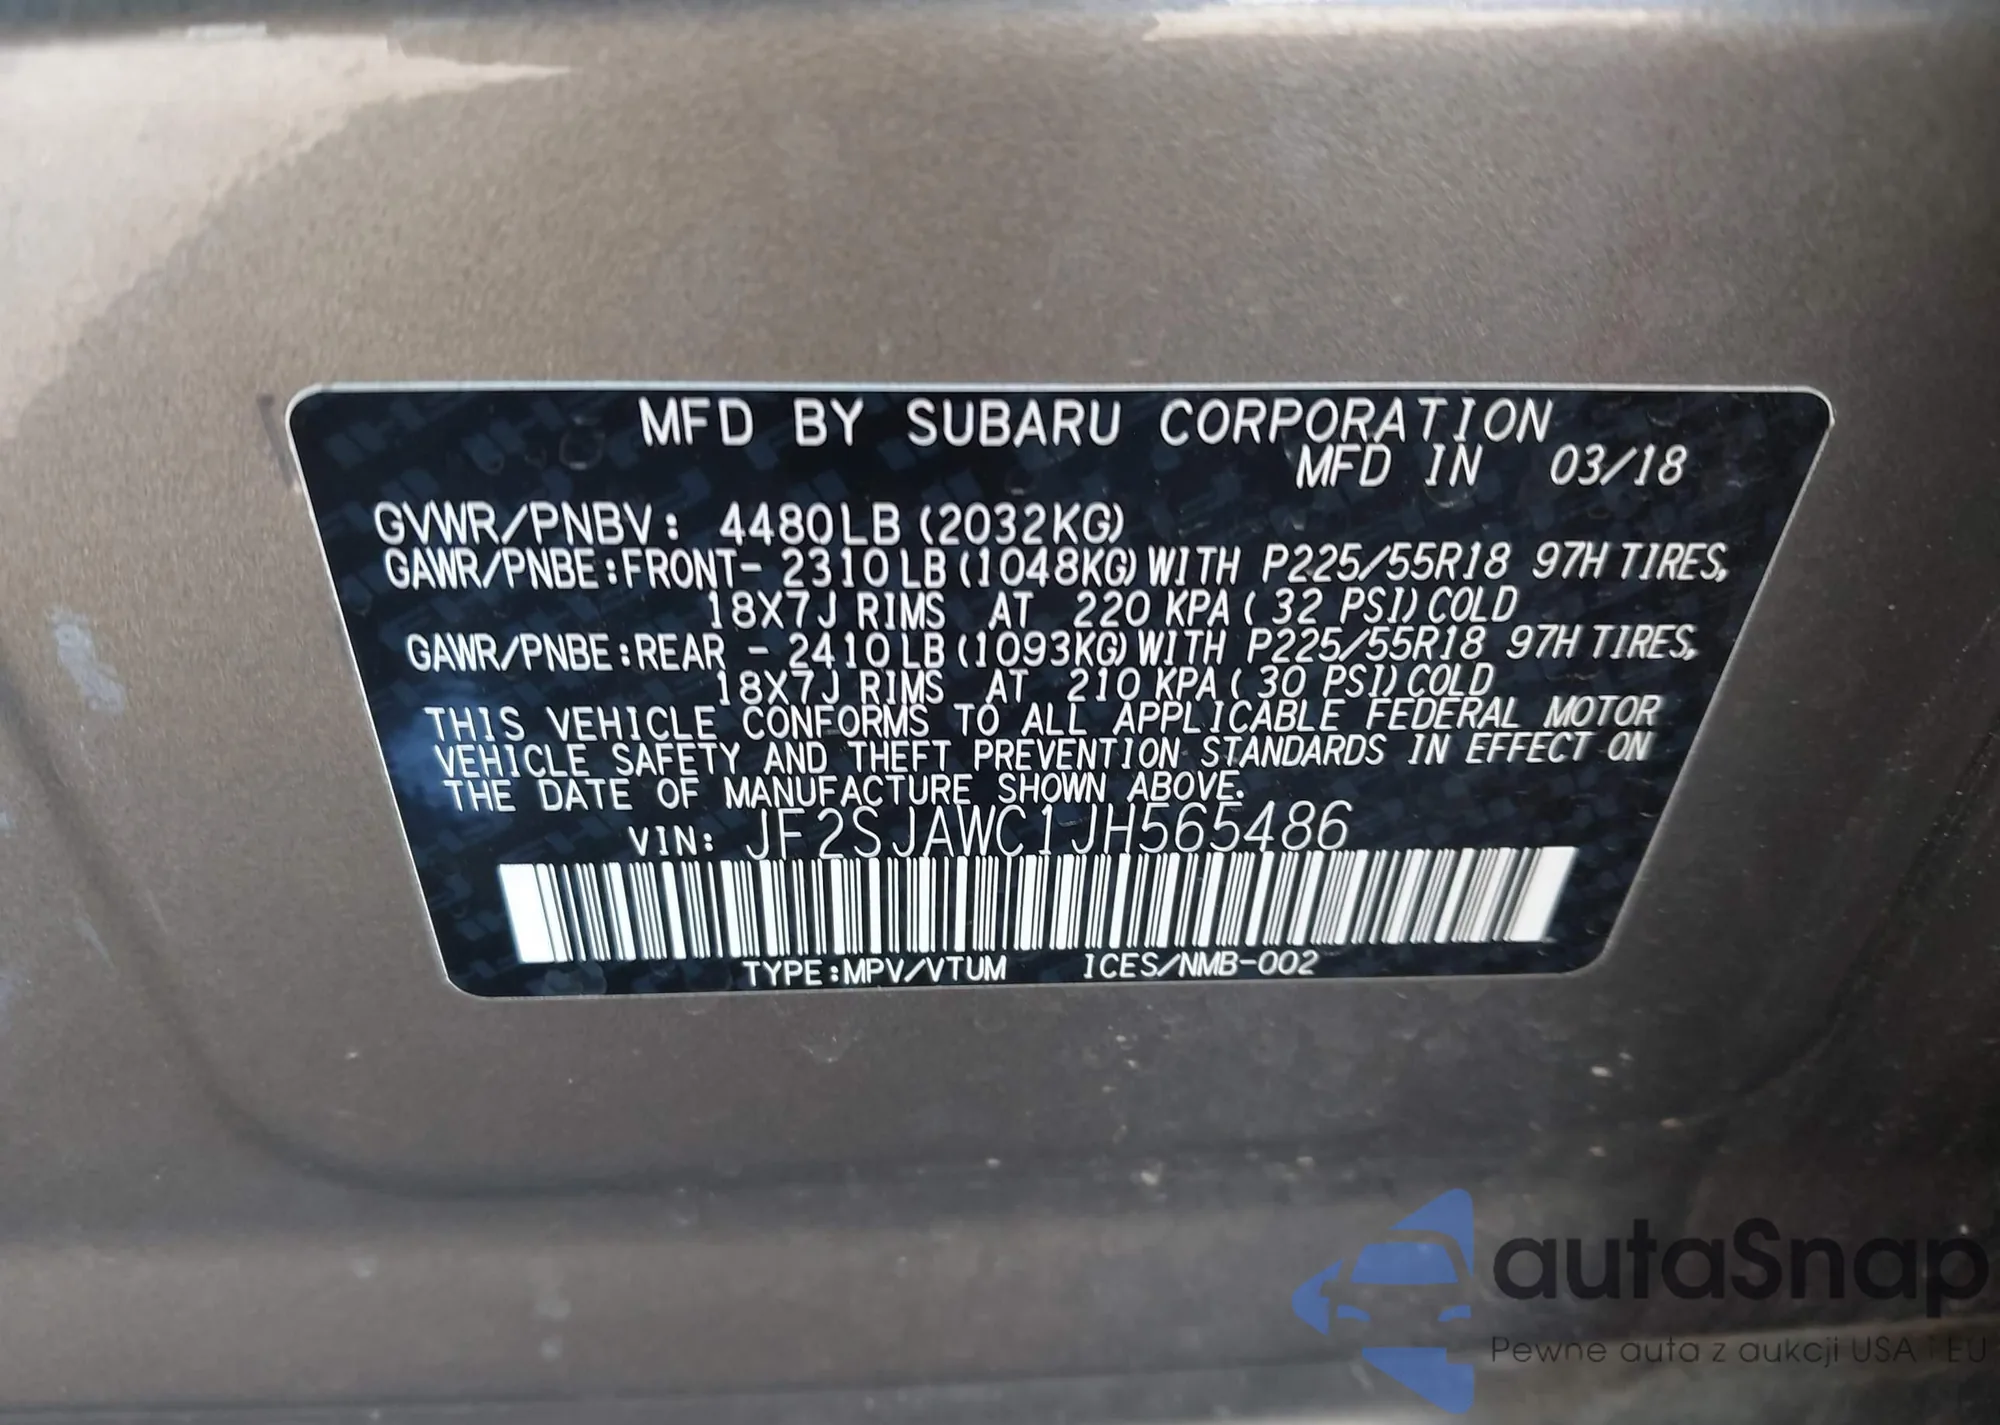 MFD BY SUBARU CORPORATION
MFD IN 03/18
GVWR/PNBV: 4480LB (2032KG)
GAWR/PNBE:FRONT- 2310LB (1048KG) WITH P225/55R18 97H TIRES,
18X7J RIMS AT 220 KPA ( 32 PSI) COLD
GAWR/PNBE:REAR - 2410LB (1093KG) WITH P225/55R18 97H TIRES,
18X7J RIMS AT 210 KPA ( 30 PSI) COLD
THIS VEHICLE CONFORMS TO ALL APPLICABLE FEDERAL MOTOR
VEHICLE SAFETY AND THEFT PREVENTION STANDARDS IN EFFECT ON
THE DATE OF MANUFACTURE SHOWN ABOVE.
VIN: JF2SJAWC1JH565486
TYPE:MPV/VTUM ICES/NMB-002
autaSnap
Pewne auta z aukcji USA i EU